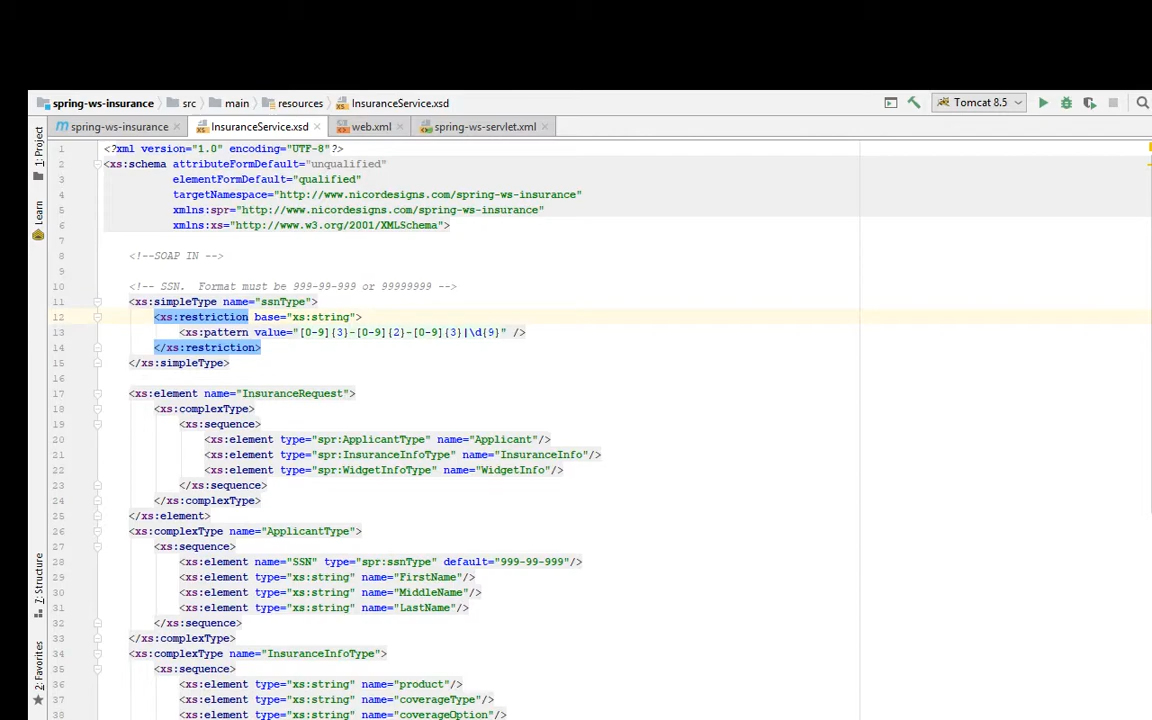 spring-ws-insurance src main resources InsuranceService.xsd Tomcat 8.5
spring-ws-insurance InsuranceService.xsd web.xml spring-ws-servlet.xml
1: Project
Learn
7: Structure
2: Favorites
1 <?xml version="1.0" encoding="UTF-8"?>
2 <xs:schema attributeFormDefault="unqualified"
3 elementFormDefault="qualified"
4 targetNamespace="http://www.nicordesigns.com/spring-ws-insurance"
5 xmlns:spr="http://www.nicordesigns.com/spring-ws-insurance"
6 xmlns:xs="http://www.w3.org/2001/XMLSchema">
7
8 <!--SOAP IN -->
9
10 <!-- SSN.  Format must be 999-99-999 or 99999999 -->
11 <xs:simpleType name="ssnType">
12 <xs:restriction base="xs:string">
13 <xs:pattern value="[0-9]{3}-[0-9]{2}-[0-9]{3}|\d{9}" />
14 </xs:restriction>
15 </xs:simpleType>
16
17 <xs:element name="InsuranceRequest">
18 <xs:complexType>
19 <xs:sequence>
20 <xs:element type="spr:ApplicantType" name="Applicant"/>
21 <xs:element type="spr:InsuranceInfoType" name="InsuranceInfo"/>
22 <xs:element type="spr:WidgetInfoType" name="WidgetInfo"/>
23 </xs:sequence>
24 </xs:complexType>
25 </xs:element>
26 <xs:complexType name="ApplicantType">
27 <xs:sequence>
28 <xs:element name="SSN" type="spr:ssnType" default="999-99-999"/>
29 <xs:element type="xs:string" name="FirstName"/>
30 <xs:element type="xs:string" name="MiddleName"/>
31 <xs:element type="xs:string" name="LastName"/>
32 </xs:sequence>
33 </xs:complexType>
34 <xs:complexType name="InsuranceInfoType">
35 <xs:sequence>
36 <xs:element type="xs:string" name="product"/>
37 <xs:element type="xs:string" name="coverageType"/>
38 <xs:element type="xs:string" name="coverageOption"/>